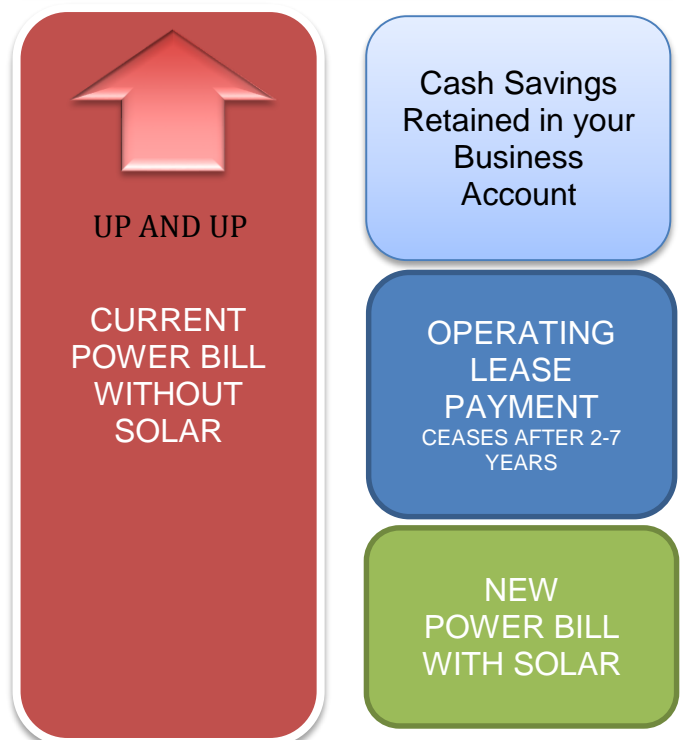 UP AND UP
CURRENT
POWER BILL
WITHOUT
SOLAR
Cash Savings
Retained in your
Business
Account
OPERATING
LEASE
PAYMENT
CEASES AFTER 2-7
YEARS
NEW
POWER BILL
WITH SOLAR